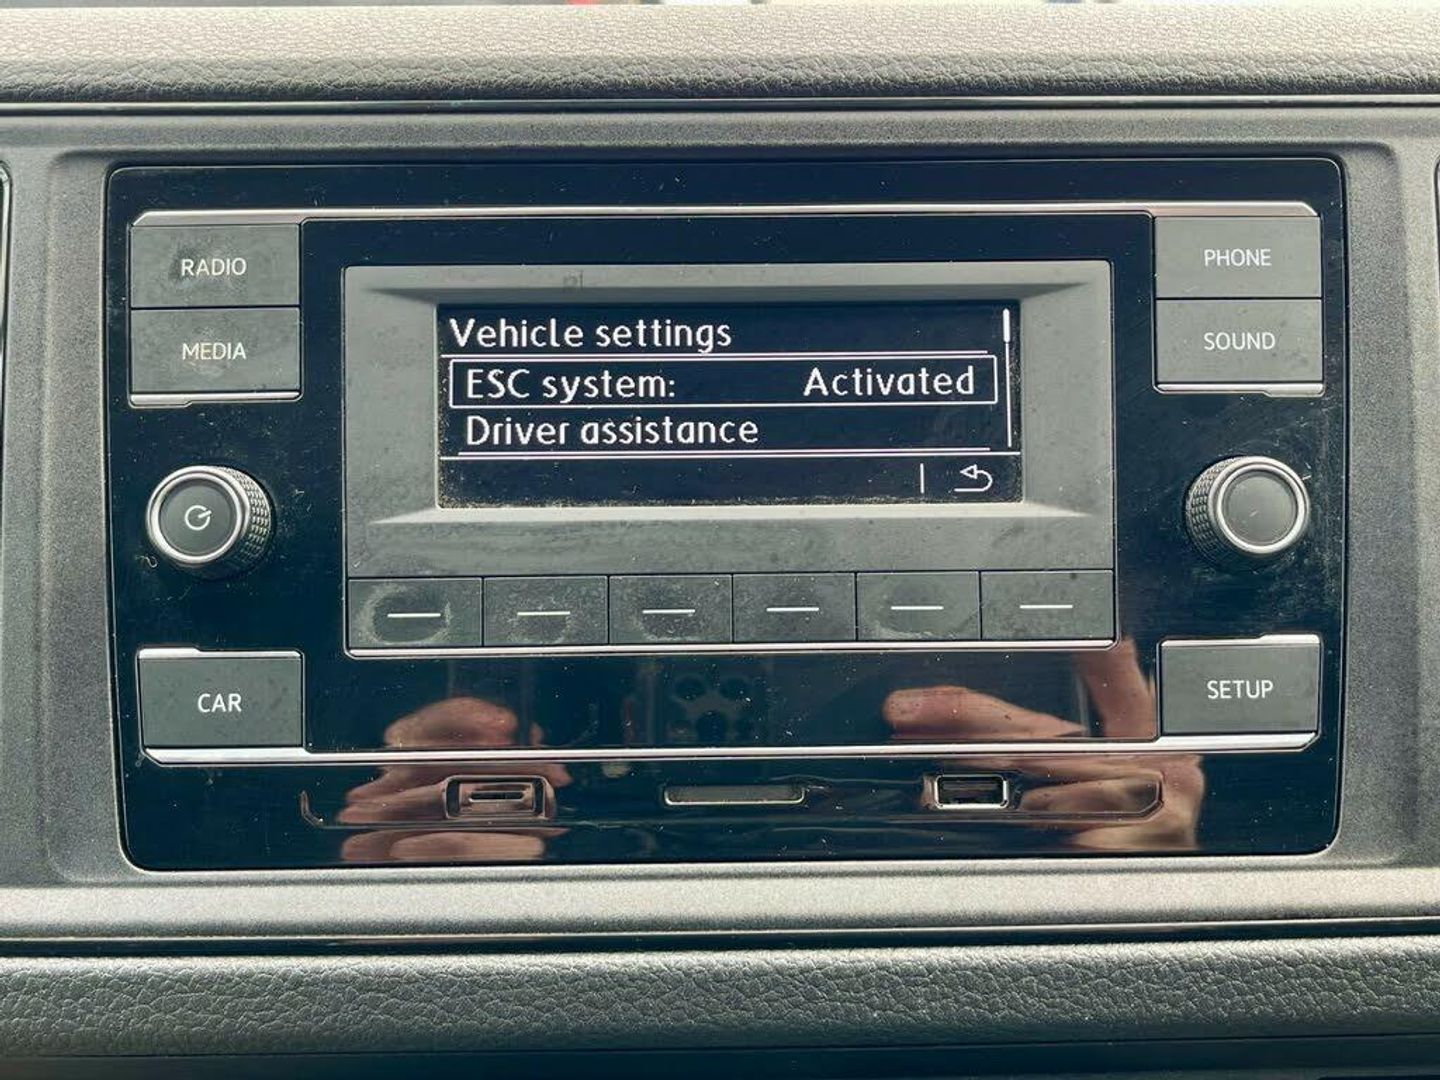 RADIO
PHONE
MEDIA
SOUND
Vehicle settings
ESC system: Activated
Driver assistance
CAR
SETUP